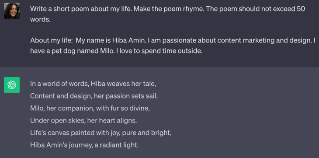 Write a short poem about my life. Make the poem rhyme. The poem should not exceed 50
words.
About my life: My name is Hiba Amin. I am passionate about content marketing and design. I
have a pet dog named Milo. I love to spend time outside.
In a world of words, Hiba weaves her tale,
Content and design, her passion sets sail.
Milo, her companion, with fur so divine,
Under open skies, her heart aligns.
Life's canvas painted with joy, pure and bright,
Hiba Amin's journey, a radiant light.